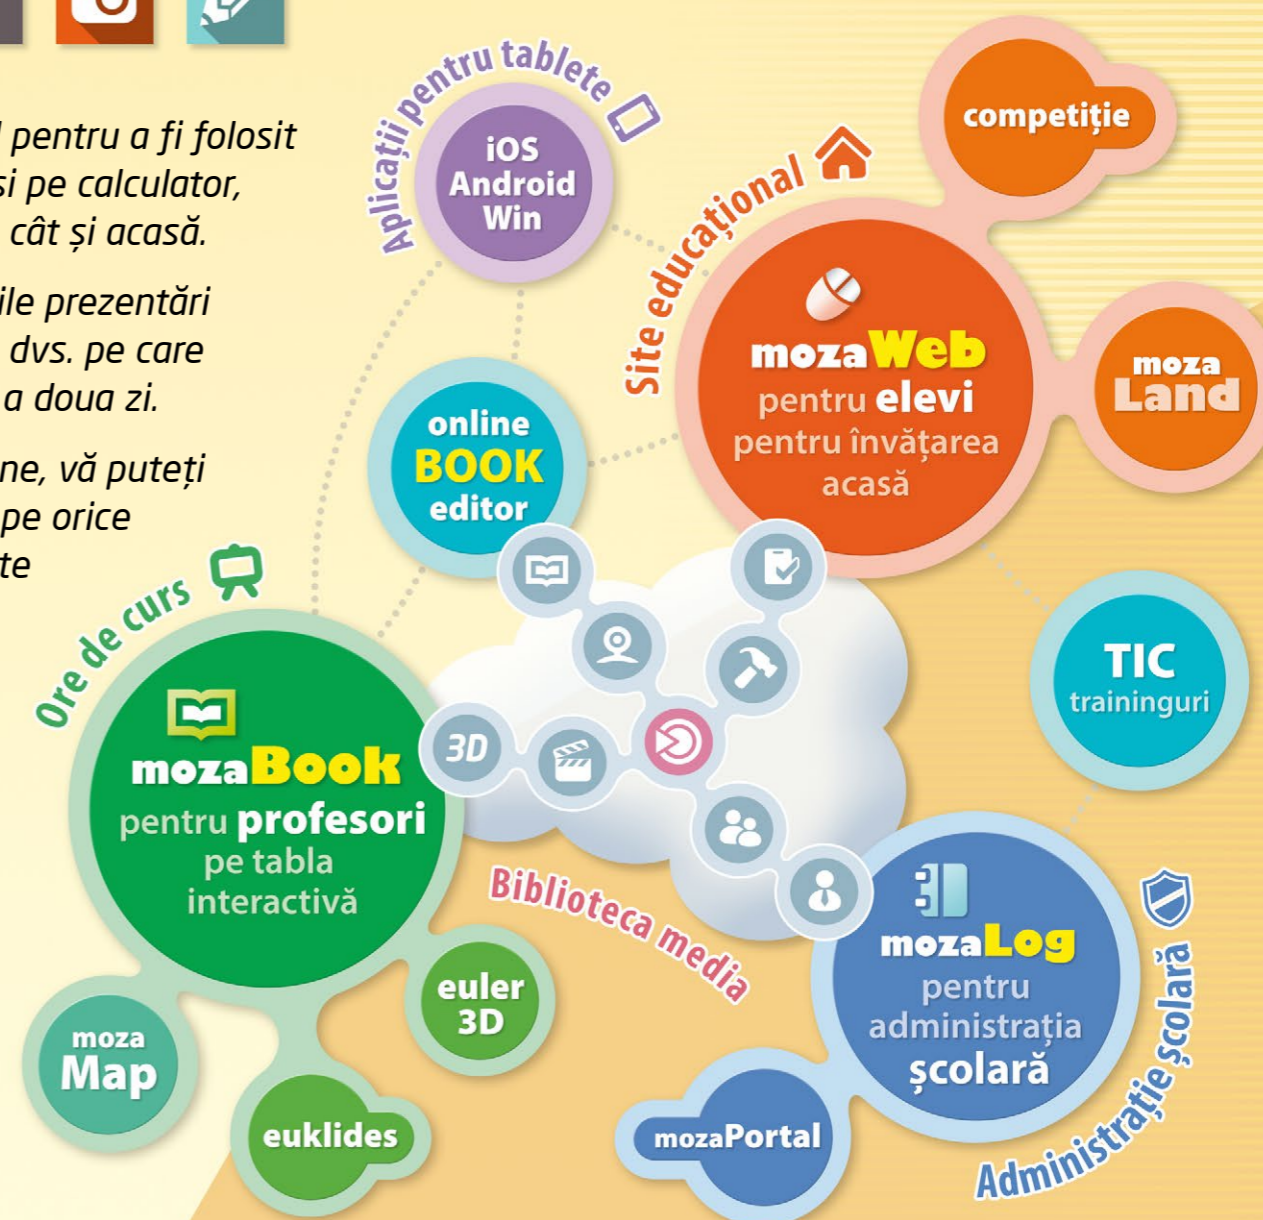 pentru a fi folosit
și pe calculator,
cât și acasă.
prezentări
dvs. pe care
a doua zi.
vă puteți
pe orice
Aplicații pentru tablete
iOS
Android
Win
Site educațional
competiție
mozaWeb
pentru elevi
pentru învățarea
acasă
moza
Land
online
BOOK
editor
Ore de curs
mozaBook
pentru profesori
pe tabla
interactivă
3D
Biblioteca media
TIC
traininguri
mozaLog
pentru
administrația
școlară
Administrație școlară
euler
3D
moza
Map
euklides
mozaPortal